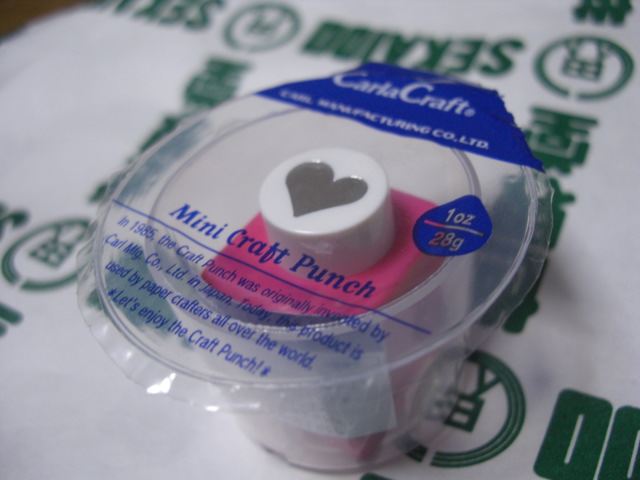 CarlaCraft®
CARL MANUFACTURING CO., LTD.
1oz
28g
Mini Craft Punch
In 1985, the Craft Punch was originally invented by
Carl Mfg. Co., Ltd. in Japan. Today, this product is
used by paper crafters all over the world.
*Let's enjoy the Craft Punch!*
SEKAIDO